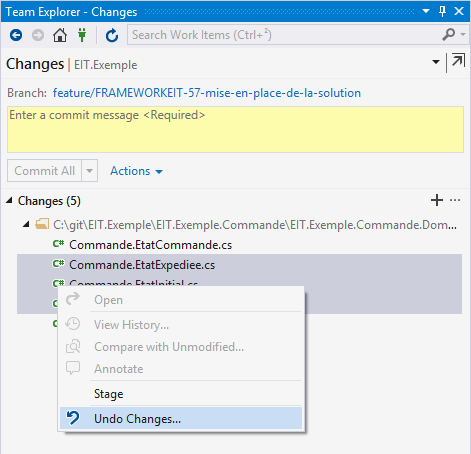 Team Explorer - Changes
Search Work Items (Ctrl+²)
Changes | EIT.Exemple
Branch: feature/FRAMEWORKEIT-57-mise-en-place-de-la-solution
Enter a commit message <Required>
Commit All Actions
Changes (5)
C:\git\EIT.Exemple\EIT.Exemple.Commande\EIT.Exemple.Commande.Dom...
C# Commande.EtatCommande.cs
C# Commande.EtatExpediee.cs
C# Commande.EtatInitial.cs
Open
View History...
Compare with Unmodified...
Annotate
Stage
Undo Changes...